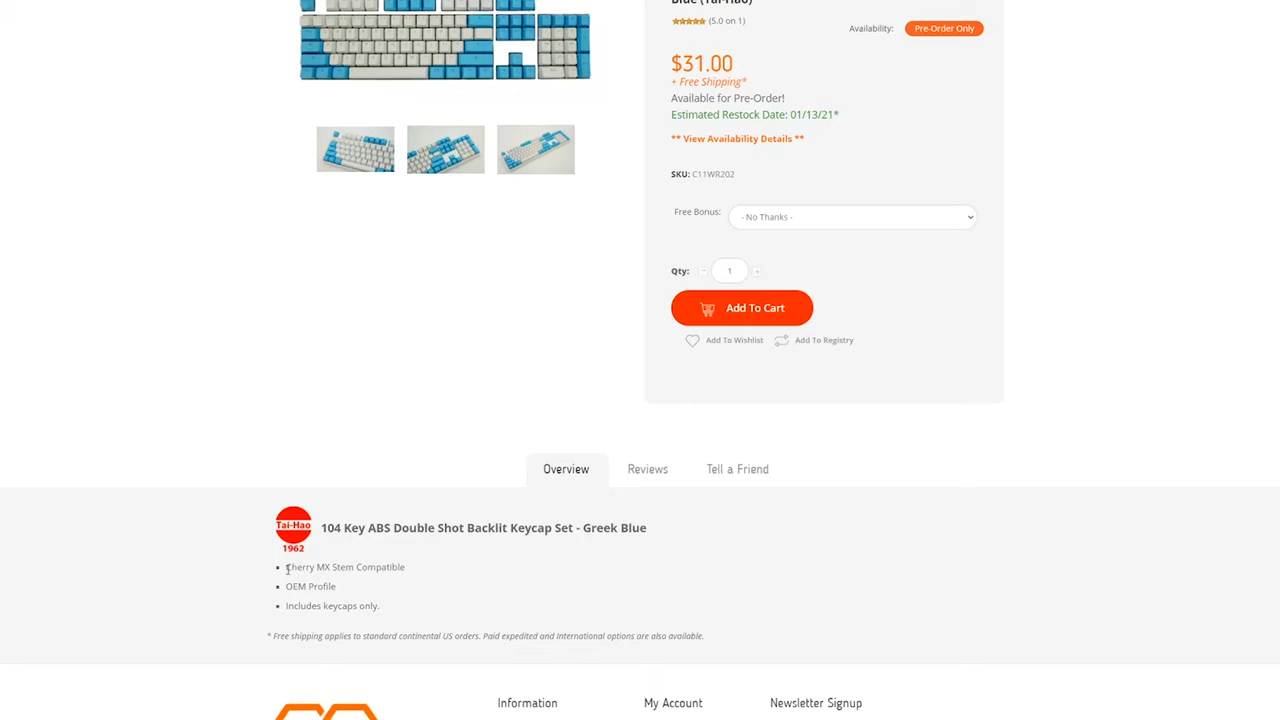 Blue (Tai-Hao)
(5.0 on 1)
Availability: Pre-Order Only
$31.00
+ Free Shipping*
Available for Pre-Order!
Estimated Restock Date: 01/13/21*
** View Availability Details **
SKU: C11WR202
Free Bonus: - No Thanks -
Qty: - 1 +
Add To Cart
Add To Wishlist Add To Registry
Overview Reviews Tell a Friend
Tai-Hao
1962
104 Key ABS Double Shot Backlit Keycap Set - Greek Blue
▪ Cherry MX Stem Compatible
▪ OEM Profile
▪ Includes keycaps only.
* Free shipping applies to standard continental US orders. Paid expedited and International options are also available.
Information My Account Newsletter Signup